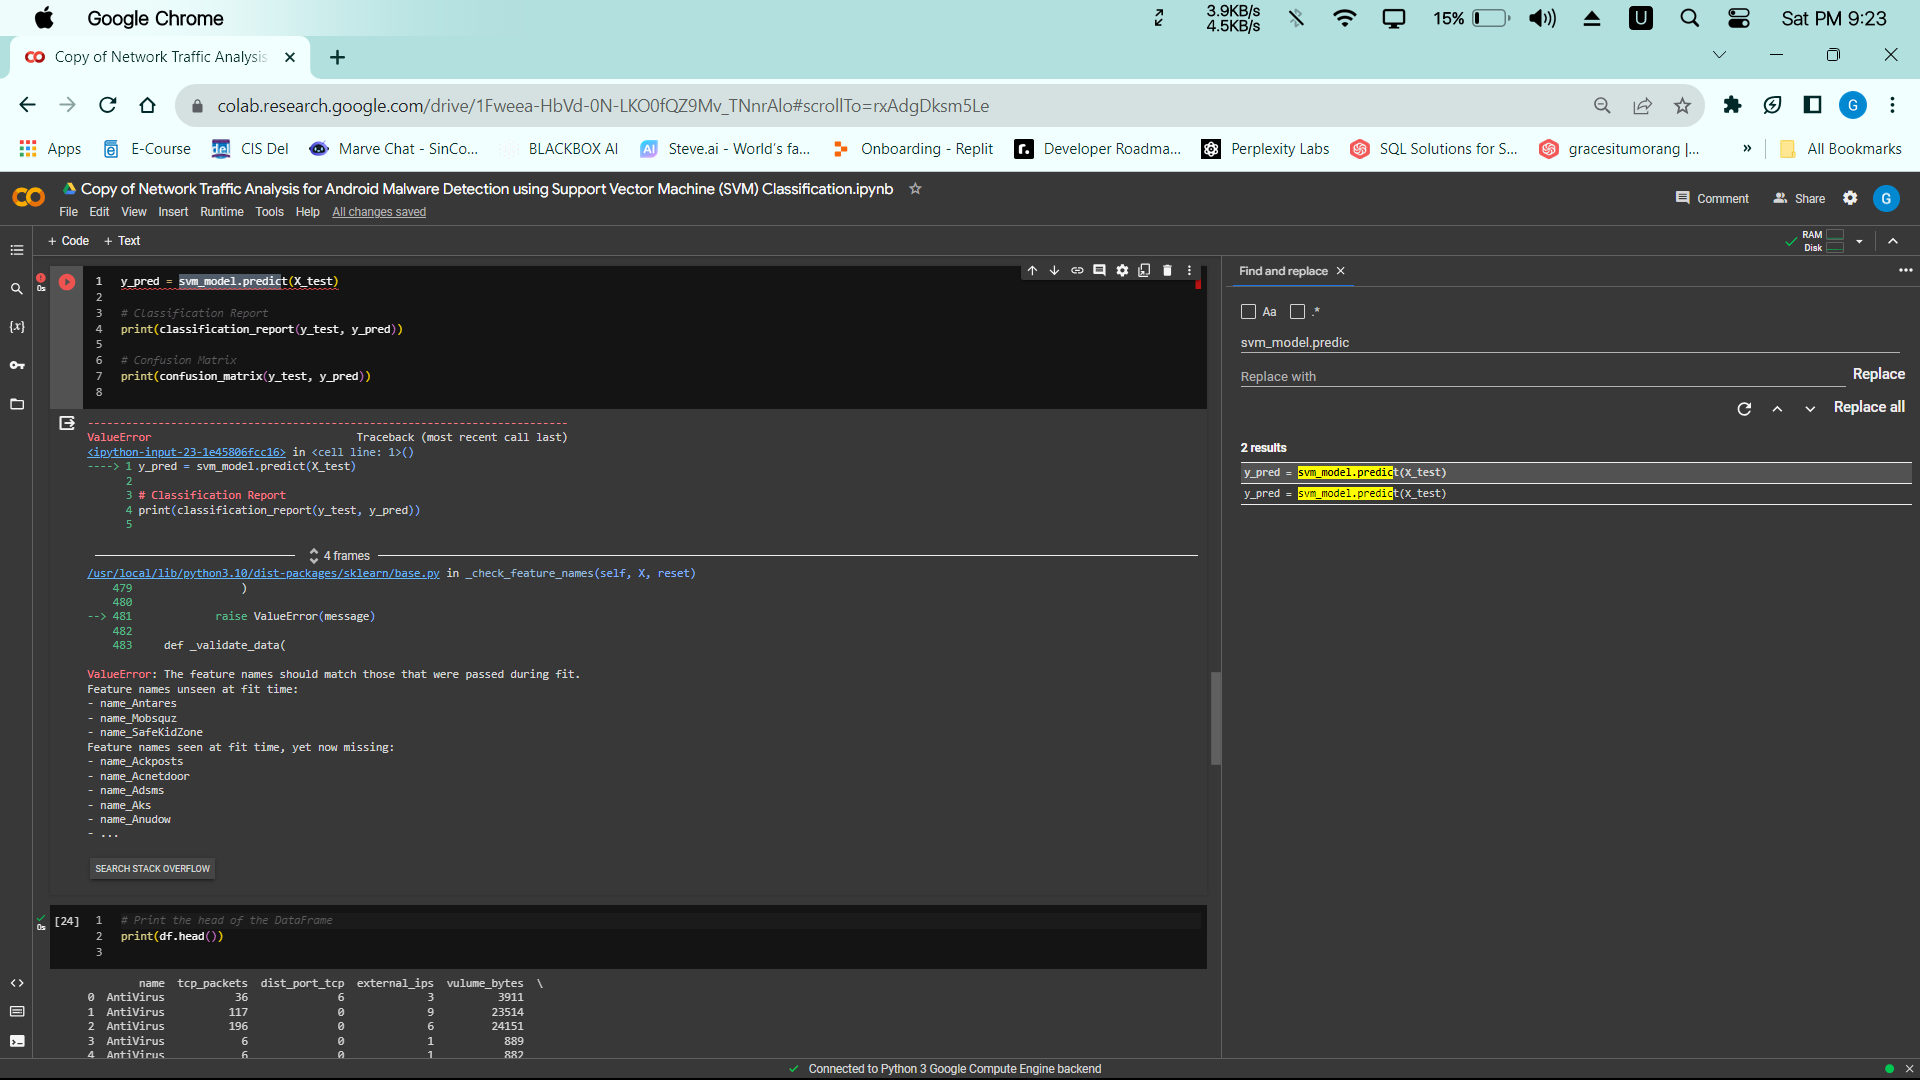 Google Chrome
3.9KB/s
4.5KB/s
15%
U
Sat PM 9:23
Copy of Network Traffic Analysis
colab.research.google.com/drive/1Fweea-HbVd-0N-LKO0fQZ9Mv_TNnrAlo#scrollTo=rxAdgDksm5Le
G
Apps E-Course CIS Del Marve Chat - SinCo... BLACKBOX AI Steve.ai - World's fa... Onboarding - Replit Developer Roadma... Perplexity Labs SQL Solutions for S... gracesitumorang |... » All Bookmarks
Copy of Network Traffic Analysis for Android Malware Detection using Support Vector Machine (SVM) Classification.ipynb
File Edit View Insert Runtime Tools Help All changes saved
Comment Share G
+ Code + Text
RAM
Disk
0s
1 y_pred = svm_model.predict(X_test)
2
3 # Classification Report
4 print(classification_report(y_test, y_pred))
5
6 # Confusion Matrix
7 print(confusion_matrix(y_test, y_pred))
8
---------------------------------------------------------------------------
ValueError Traceback (most recent call last)
<ipython-input-23-1e45806fcc16> in <cell line: 1>()
----> 1 y_pred = svm_model.predict(X_test)
2
3 # Classification Report
4 print(classification_report(y_test, y_pred))
5
4 frames
/usr/local/lib/python3.10/dist-packages/sklearn/base.py in _check_feature_names(self, X, reset)
479 )
480
--> 481 raise ValueError(message)
482
483 def _validate_data(
ValueError: The feature names should match those that were passed during fit.
Feature names unseen at fit time:
- name_Antares
- name_Mobsquz
- name_SafeKidZone
Feature names seen at fit time, yet now missing:
- name_Ackposts
- name_Acnetdoor
- name_Adsms
- name_Aks
- name_Anudow
- ...
SEARCH STACK OVERFLOW
0s
[24] 1 # Print the head of the DataFrame
2 print(df.head())
3
name tcp_packets dist_port_tcp external_ips vulume_bytes \
0 AntiVirus 36 6 3 3911
1 AntiVirus 117 0 9 23514
2 AntiVirus 196 0 6 24151
3 AntiVirus 6 0 1 889
4 AntiVirus 6 0 1 882
Find and replace
Aa .*
svm_model.predic
Replace with
Replace
Replace all
2 results
y_pred = svm_model.predict(X_test)
y_pred = svm_model.predict(X_test)
Connected to Python 3 Google Compute Engine backend